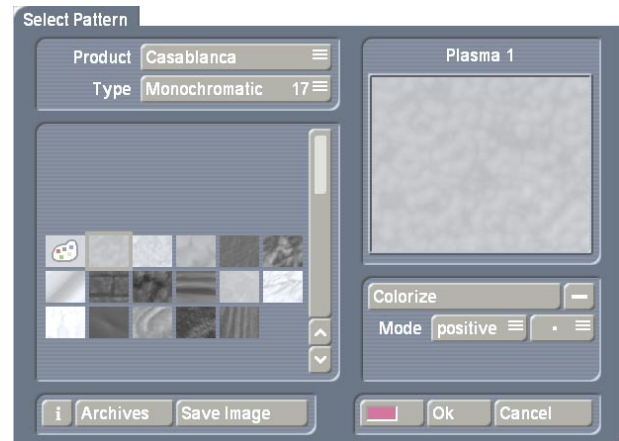 Select Pattern
Product Casablanca
Type Monochromatic 17
Plasma 1
Colorize
Mode positive
i Archives Save Image
Ok Cancel